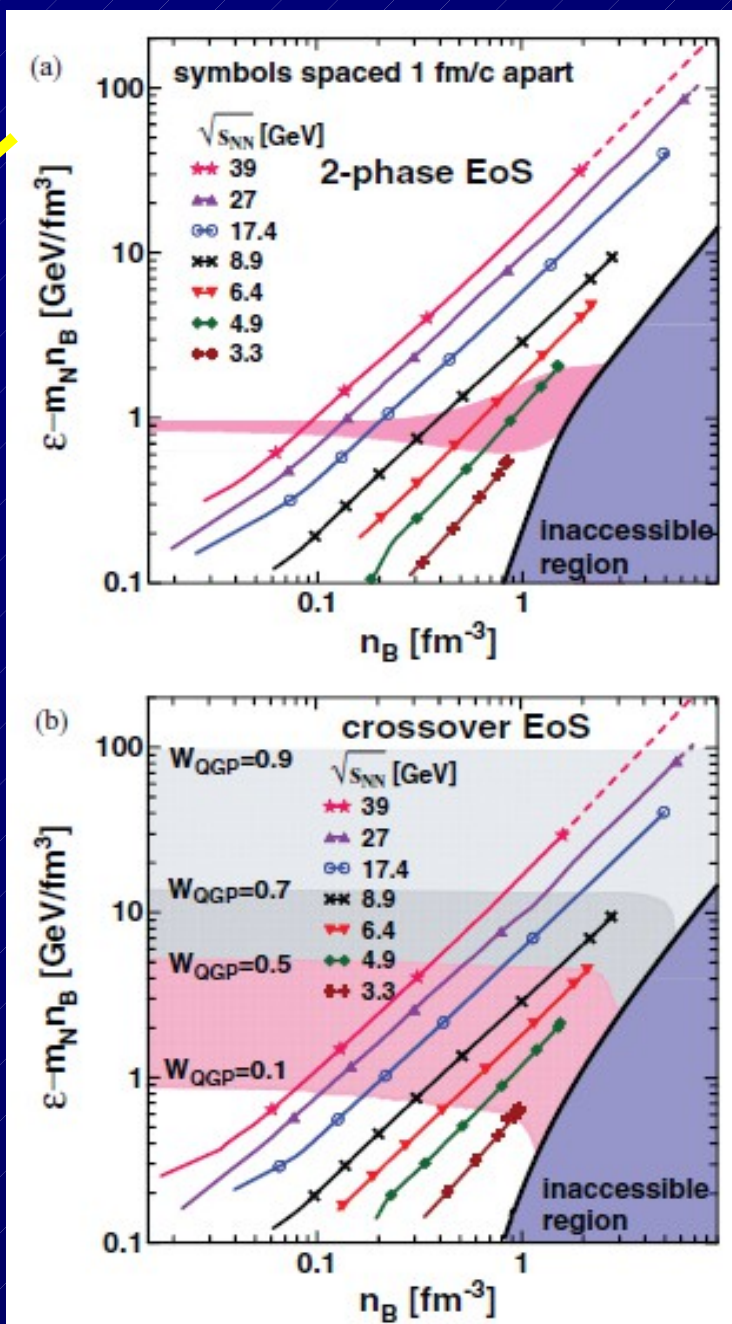 (a)
symbols spaced 1 fm/c apart
√sNN [GeV]
39
27
17.4
8.9
6.4
4.9
3.3
2-phase EoS
inaccessible
region
100
10
1
0.1
ε−mNnB [GeV/fm³]
0.1
1
nB [fm⁻³]
(b)
crossover EoS
WQGP=0.9
WQGP=0.7
WQGP=0.5
WQGP=0.1
√sNN [GeV]
39
27
17.4
8.9
6.4
4.9
3.3
inaccessible
region
100
10
1
0.1
ε−mNnB [GeV/fm³]
0.1
1
nB [fm⁻³]